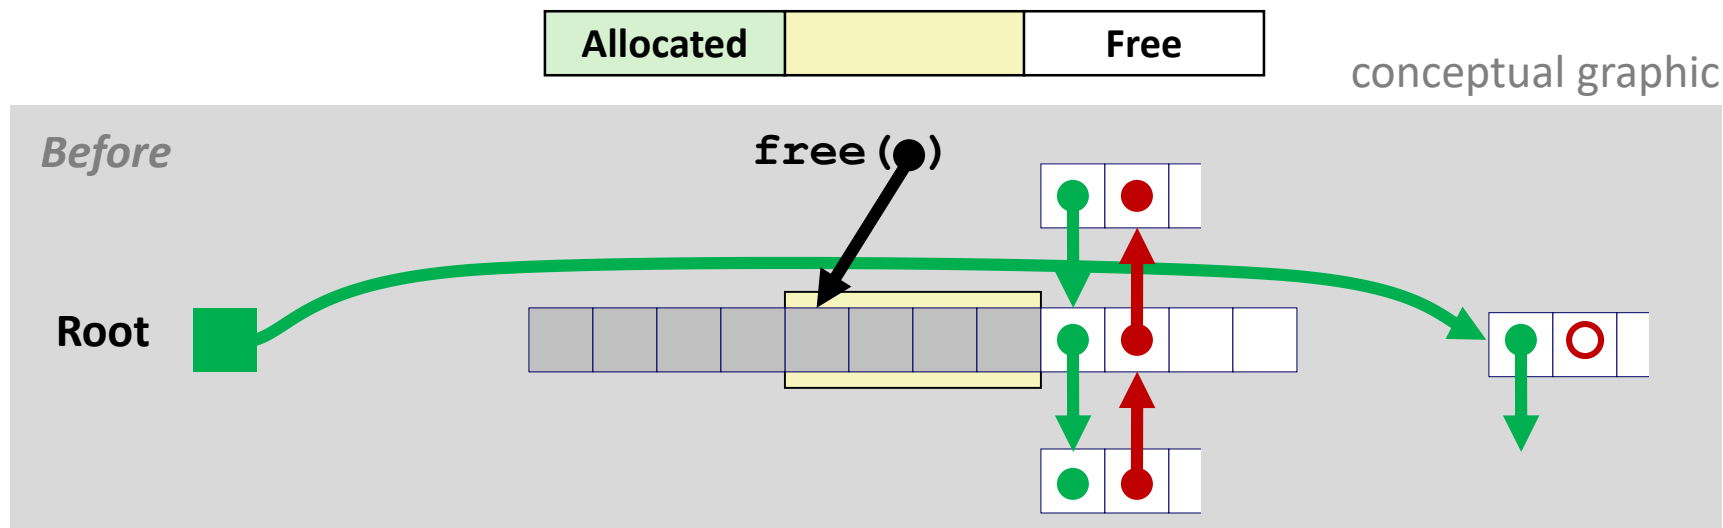 Allocated Free
conceptual graphic
Before
free( )
Root